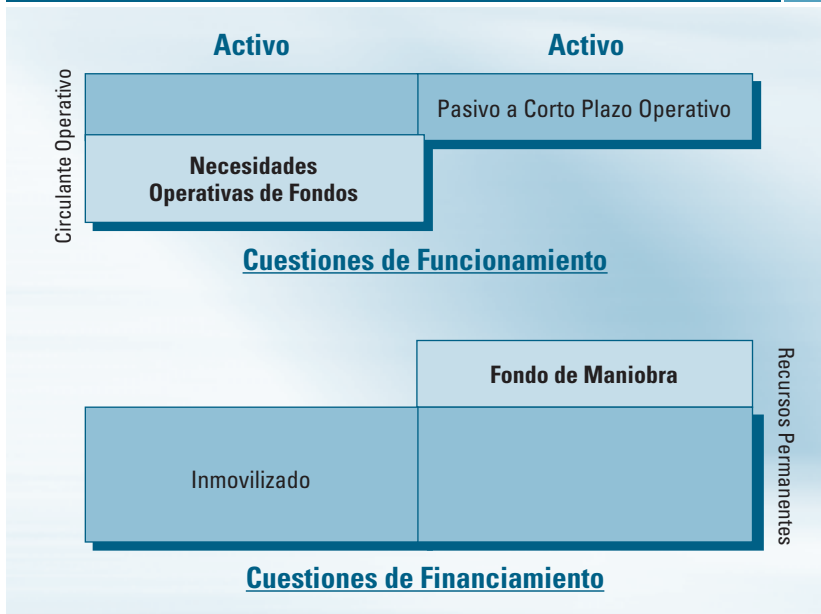 Activo
Activo
Circulante Operativo
Pasivo a Corto Plazo Operativo
Necesidades
Operativas de Fondos
Cuestiones de Funcionamiento
Fondo de Maniobra
Recursos Permanentes
Inmovilizado
Cuestiones de Financiamiento